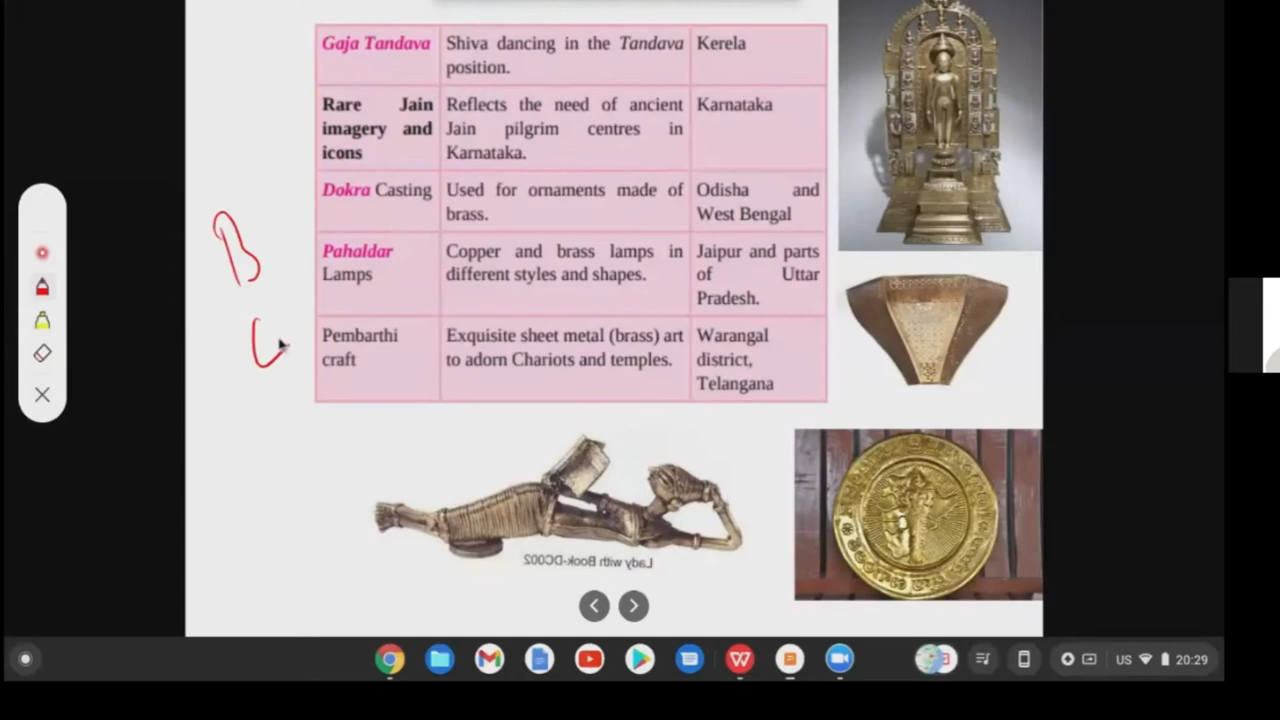 Gaja Tandava
Shiva dancing in the Tandava
position.
Kerela
Rare Jain
imagery and
icons
Reflects the need of ancient
Jain pilgrim centres in
Karnataka.
Karnataka
Dokra Casting
Used for ornaments made of
brass.
Odisha and
West Bengal
Pahaldar
Lamps
Copper and brass lamps in
different styles and shapes.
Jaipur and parts
of Uttar
Pradesh.
Pembarthi
craft
Exquisite sheet metal (brass) art
to adorn Chariots and temples.
Warangal
district,
Telangana
B
Lady with Book-DC002
US 20:29